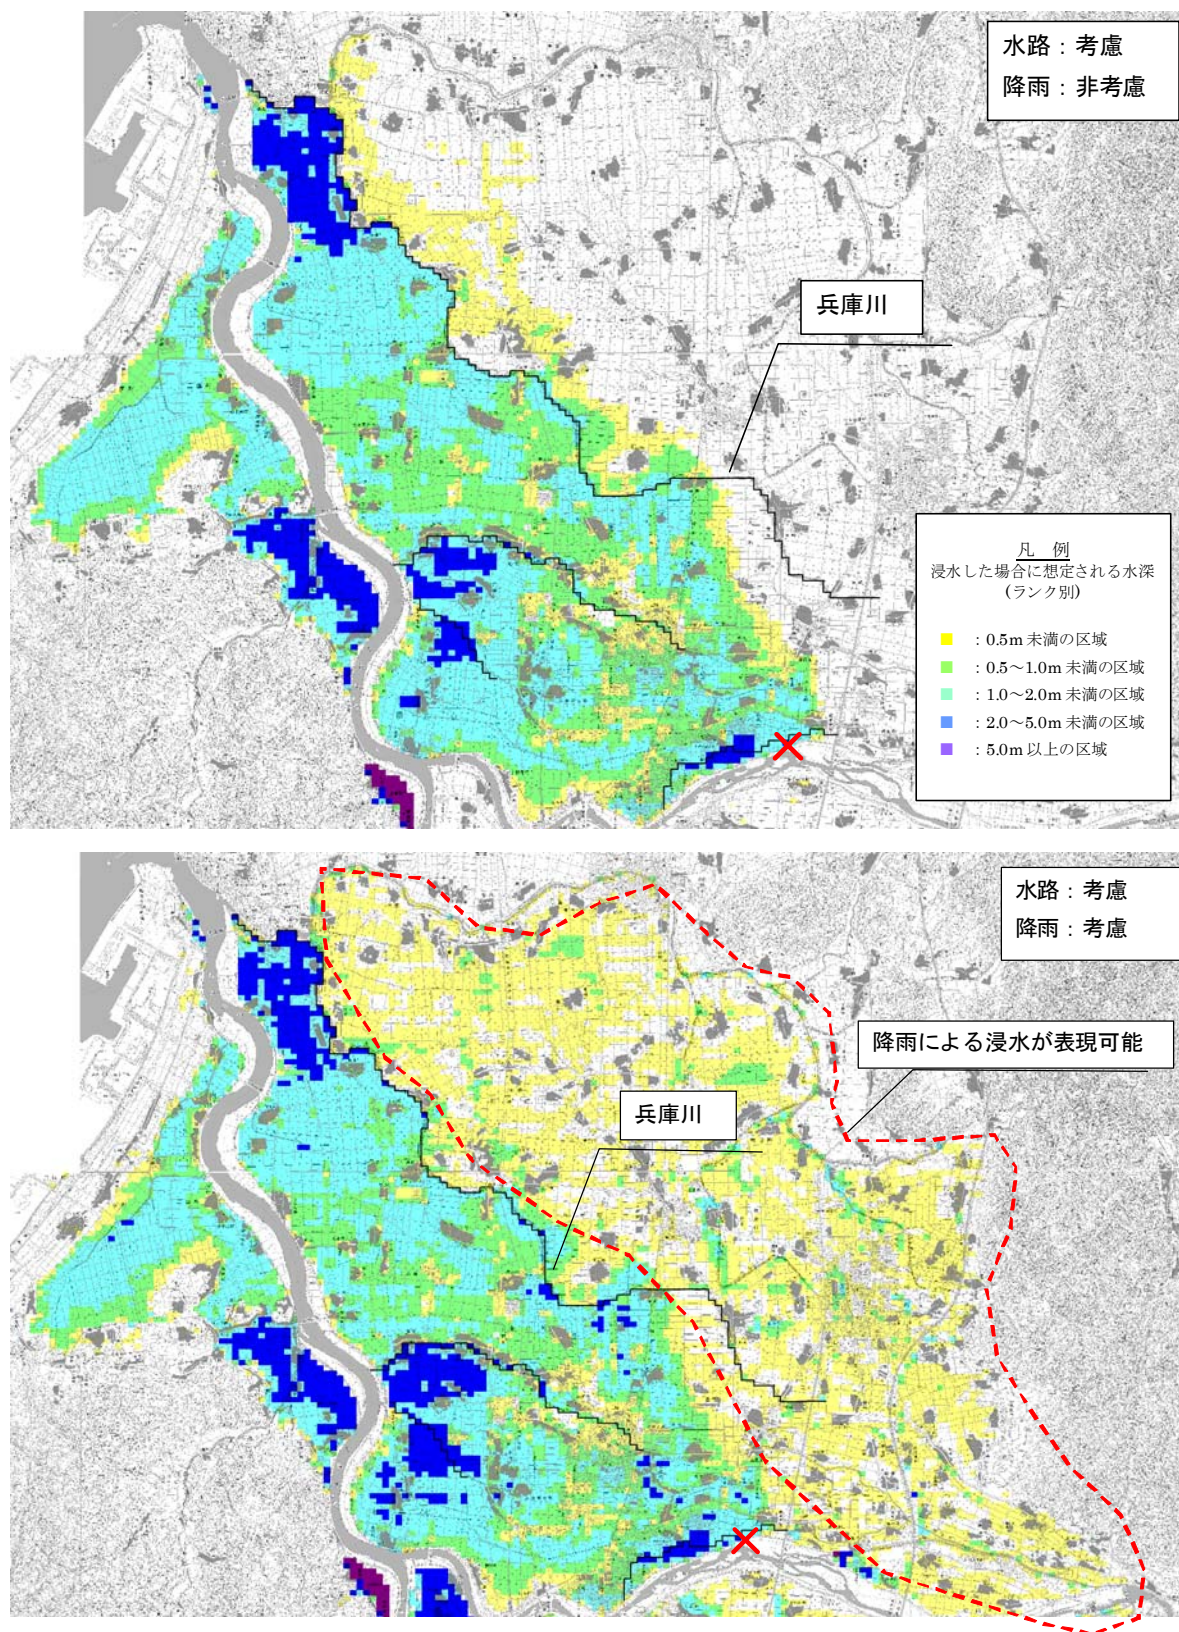 水路：考慮
降雨：非考慮
兵庫川
凡 例
浸水した場合に想定される水深
(ランク別)
：0.5m 未満の区域
：0.5～1.0m 未満の区域
：1.0～2.0m 未満の区域
：2.0～5.0m 未満の区域
：5.0m 以上の区域
水路：考慮
降雨：考慮
降雨による浸水が表現可能
兵庫川